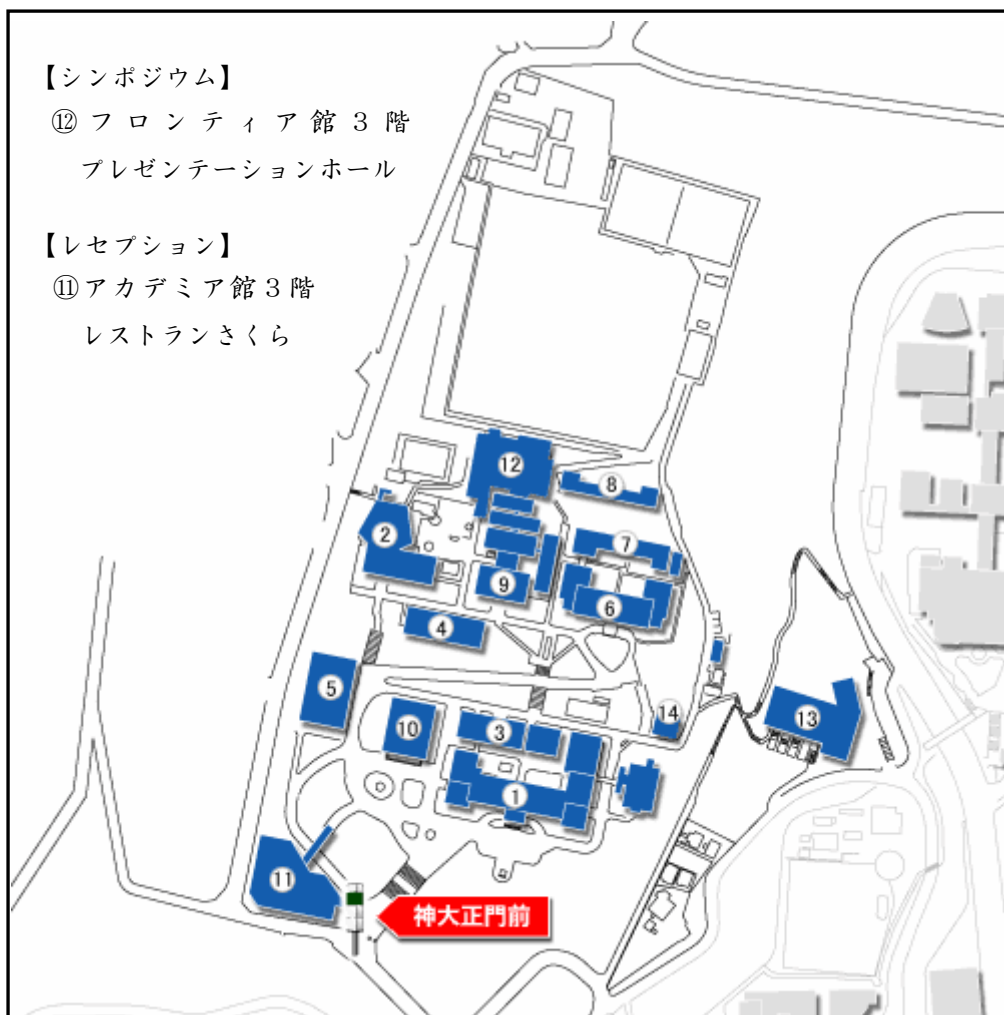 【シンポジウム】
⑫フロンティア館3階
プレゼンテーションホール
【レセプション】
⑪アカデミア館3階
レストランさくら
12
8
2
7
9
6
4
5
14
13
10
3
1
11
神大正門前